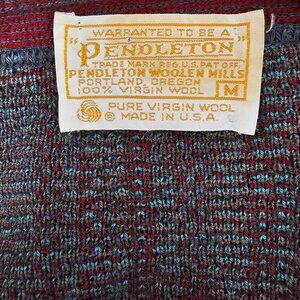 WARRANTED TO BE A
"PENDLETON"
TRADE MARK REG. U.S. PAT. OFF.
PENDLETON WOOLEN MILLS
PORTLAND, OREGON
100% VIRGIN WOOL
M
PURE VIRGIN WOOL
® MADE IN U.S.A.